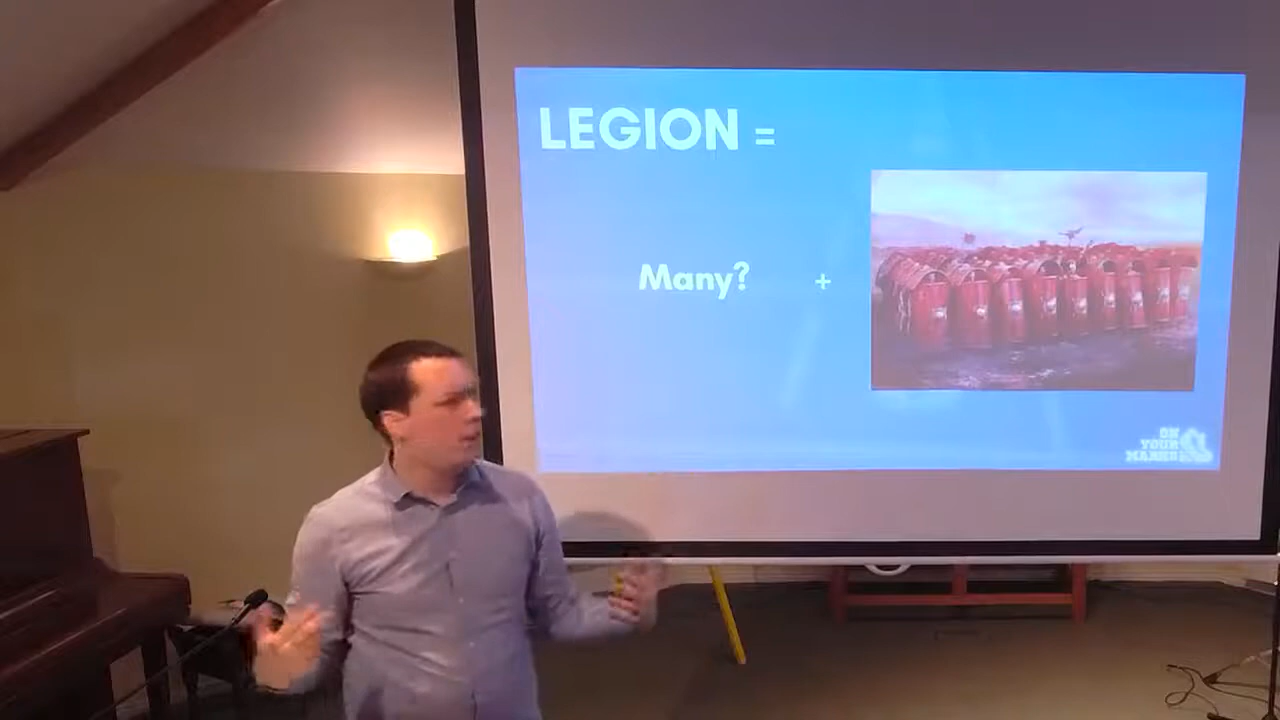 LEGION =
Many? +
ON
YOUR
MARKS